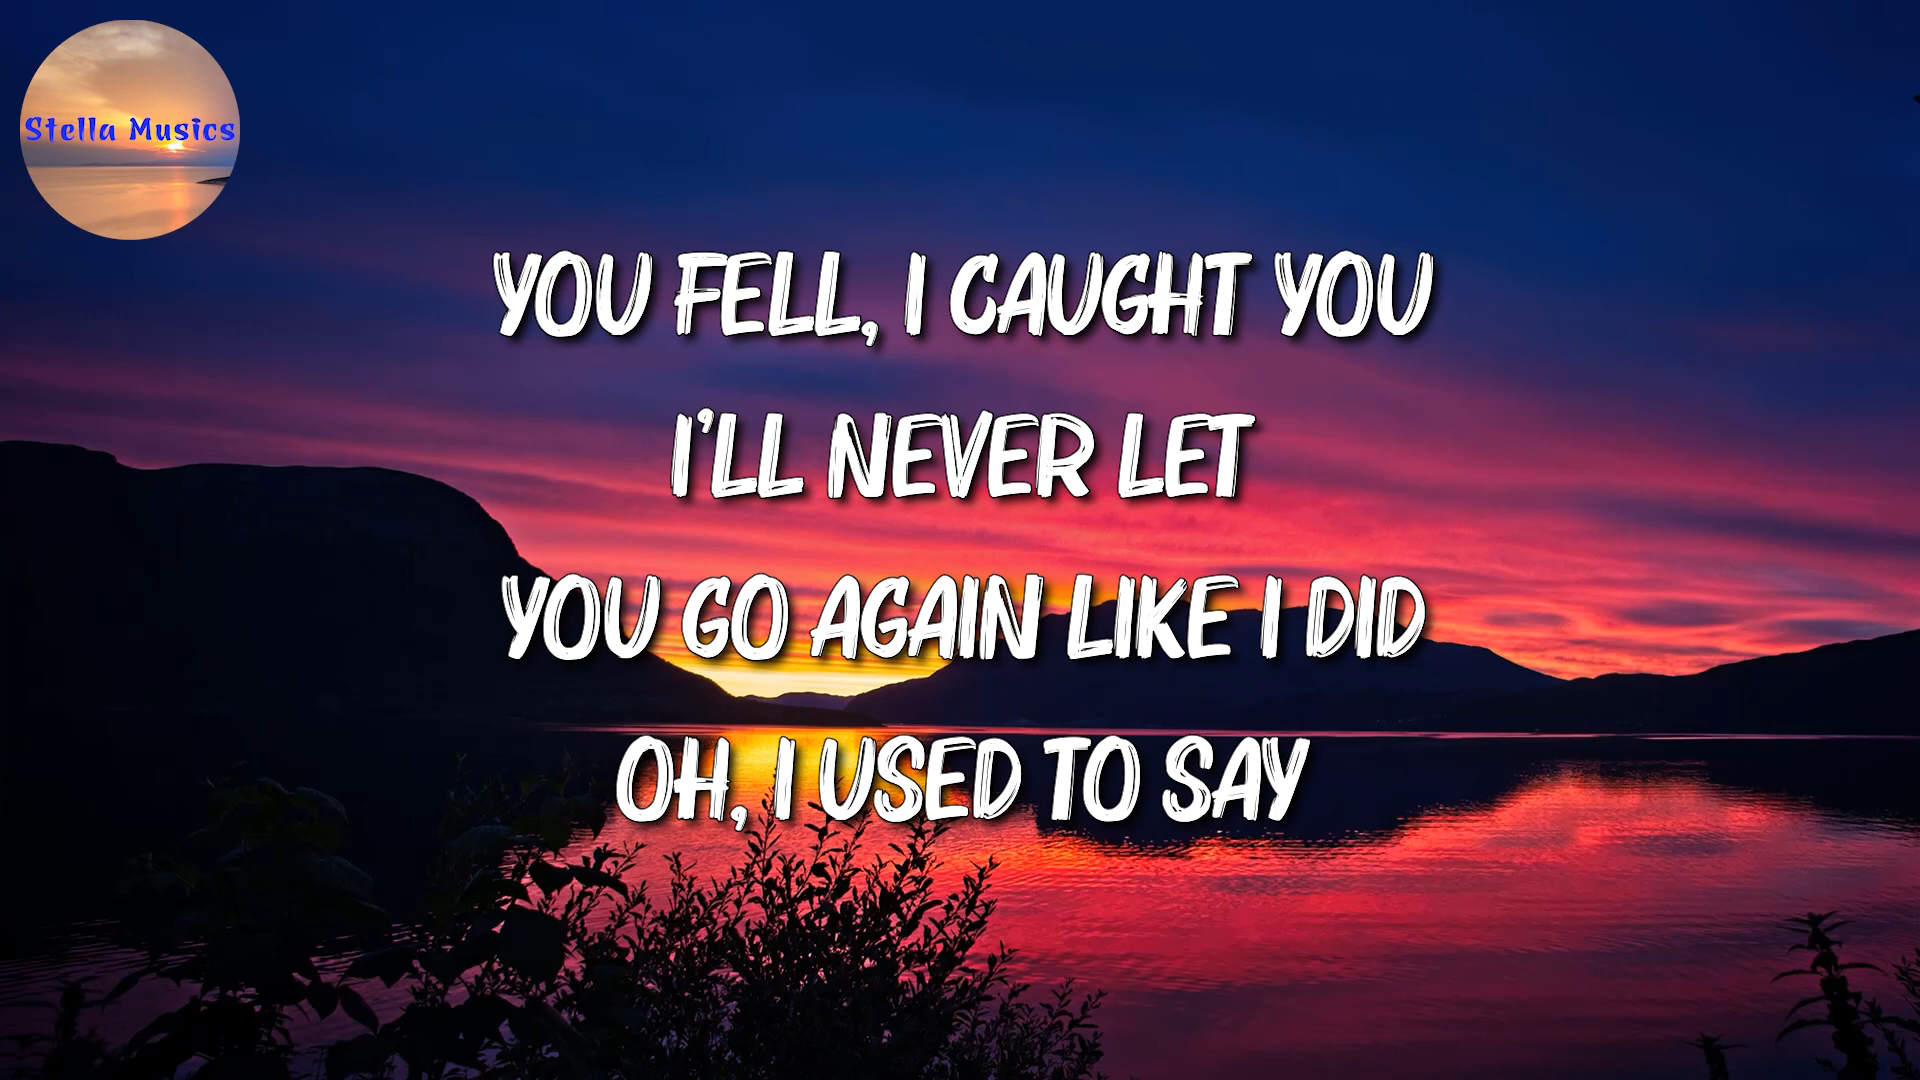 Stella Musics
YOU FELL, I CAUGHT YOU
I'LL NEVER LET
YOU GO AGAIN LIKE I DID
OH, I USED TO SAY